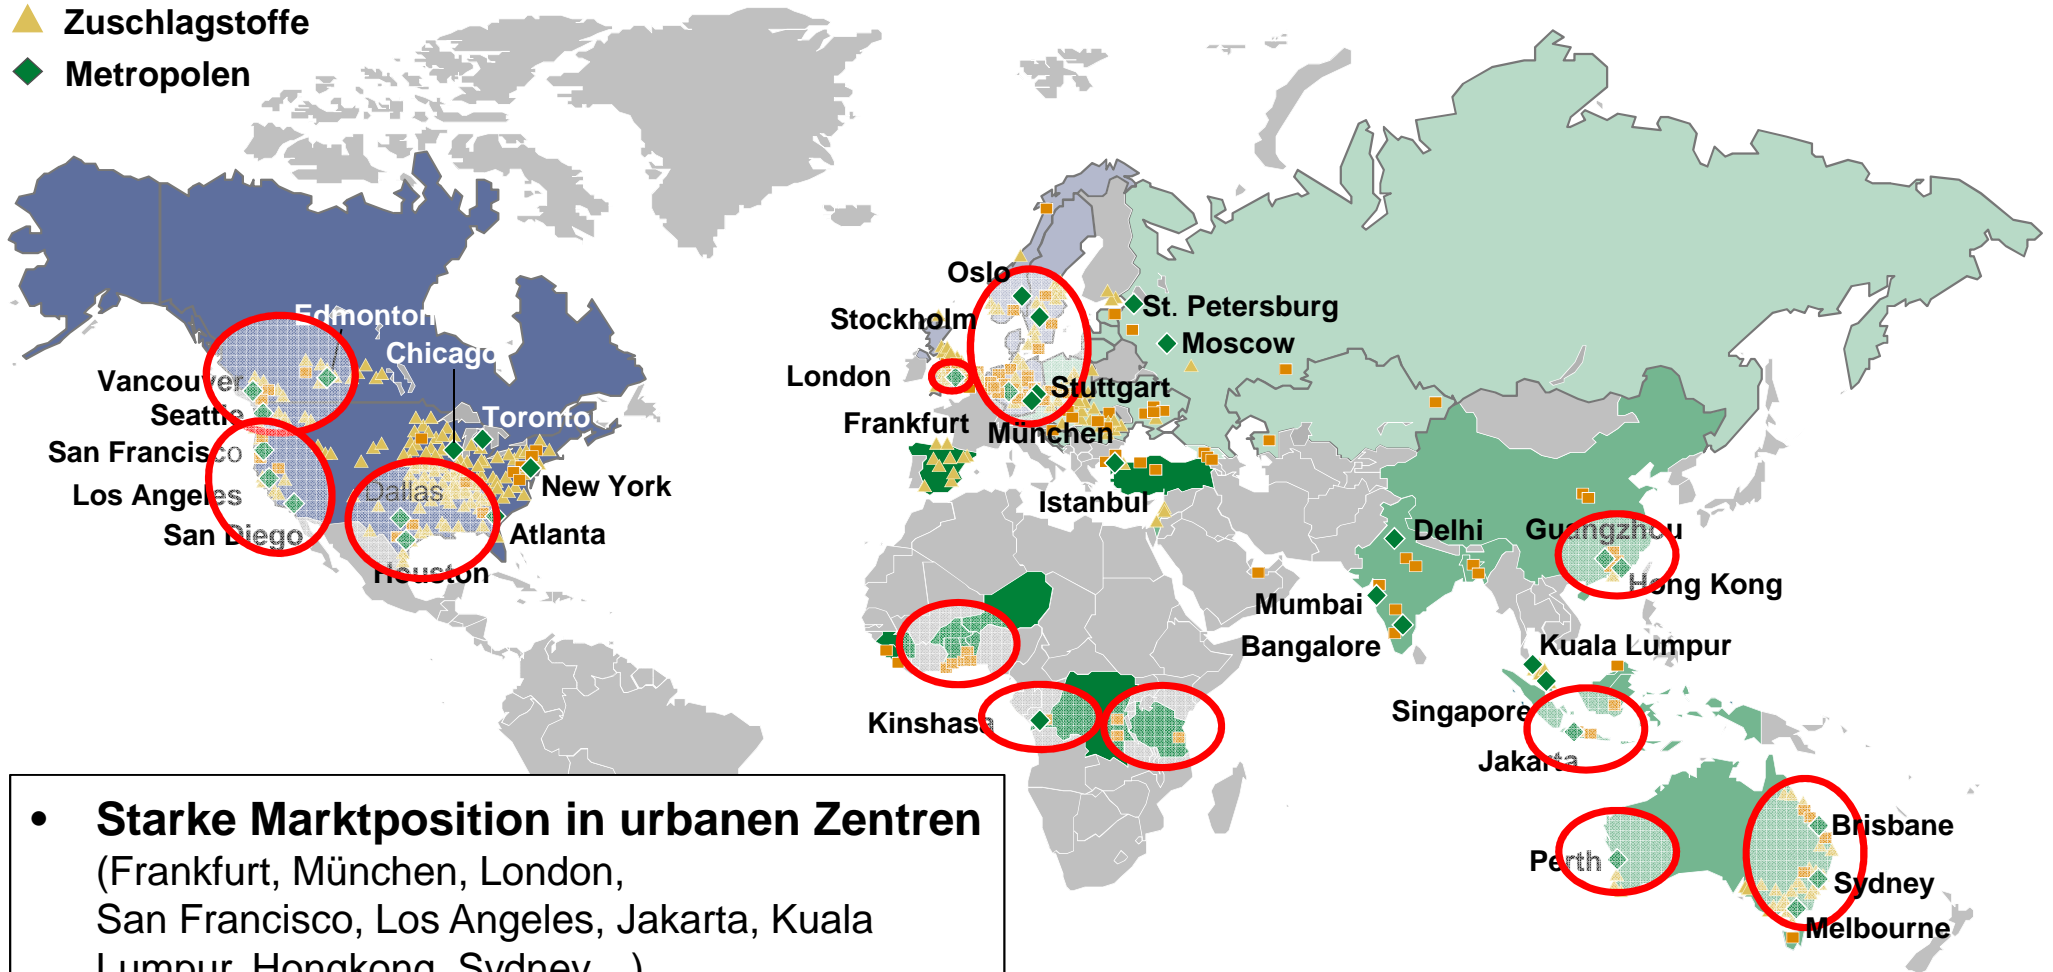 Zuschlagstoffe
Metropolen
Oslo
Stockholm
St. Petersburg
Moscow
Edmonton
Chicago
Vancouver
Seattle
London
Stuttgart
Frankfurt
München
Toronto
San Francisco
Los Angeles
San Diego
Dallas
New York
Atlanta
Houston
Istanbul
Delhi
Guangzhou
Hong Kong
Mumbai
Bangalore
Kuala Lumpur
Singapore
Jakarta
Kinshasa
Perth
Brisbane
Sydney
Melbourne
• Starke Marktposition in urbanen Zentren
(Frankfurt, München, London,
San Francisco, Los Angeles, Jakarta, Kuala
Lumpur, Hongkong, Sydney,...)